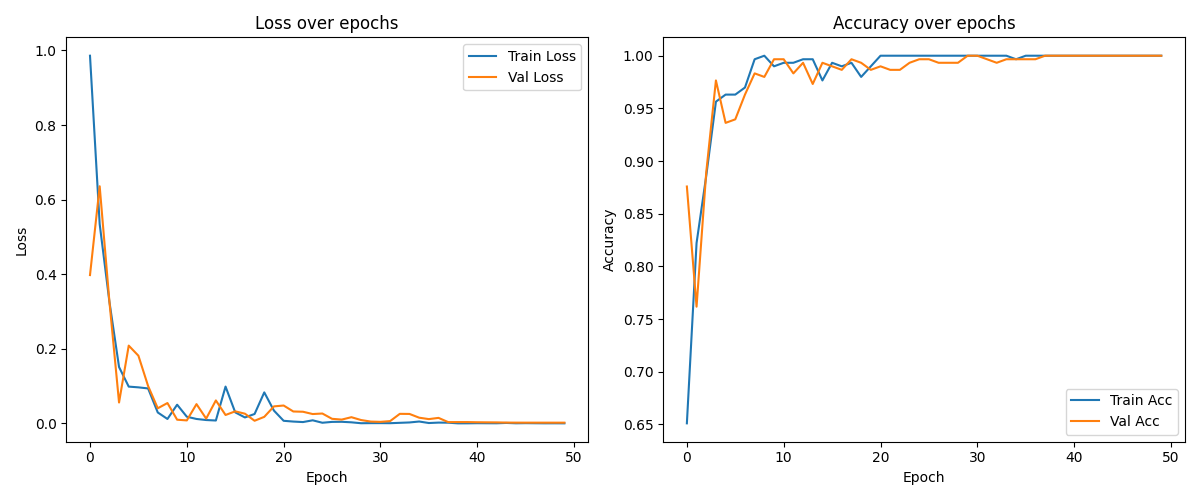 Loss over epochs
1.0
0.8
0.6
0.4
0.2
0.0
Loss
0
10
20
30
40
50
Epoch
Train Loss
Val Loss
Accuracy over epochs
1.00
0.95
0.90
0.85
0.80
0.75
0.70
0.65
Accuracy
0
10
20
30
40
50
Epoch
Train Acc
Val Acc